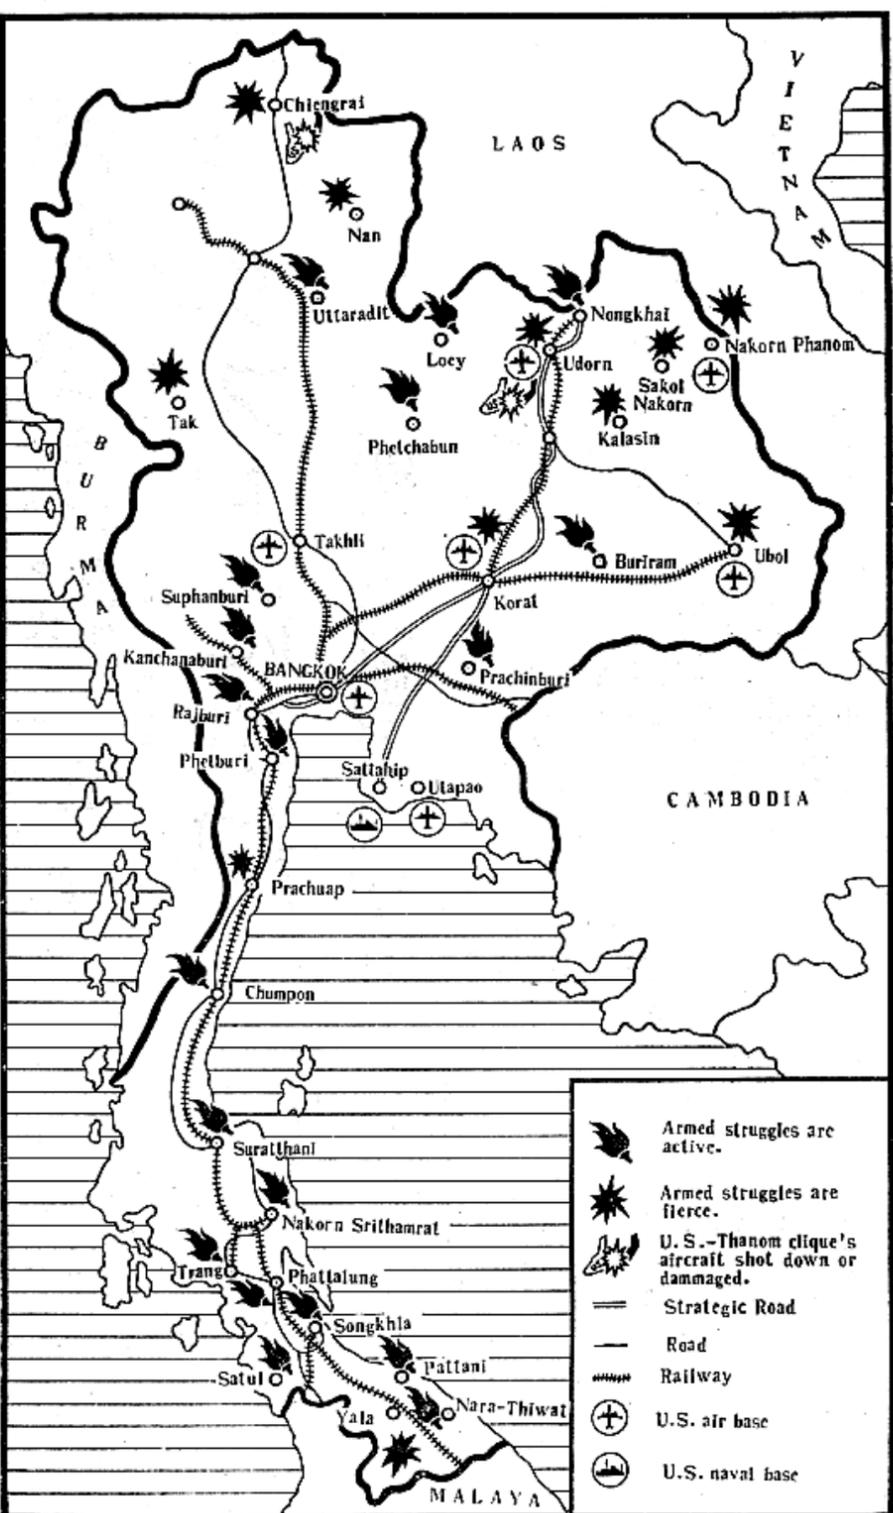 VIETNAM
Chiengrai
LAOS
Nan
Uttaradit
Nongkhai
Loey
Udorn
Nakorn Phanom
Sakol
Nakorn
Tak
Phetchabun
Kalasin
BURMA
Takhli
Buriram
Ubol
Suphanburi
Korat
Kanchanaburi
BANGKOK
Prachinburi
Rajburi
Phetburi
Sattahip
Utapao
CAMBODIA
Prachuap
Chumpon
Suratthani
Nakorn Srithamrat
Trang
Phattalung
Songkhla
Pattani
Satul
Yala
Nara-Thiwat
MALAYA
Armed struggles are
active.
Armed struggles are
fierce.
U.S.-Thanom clique's
aircraft shot down or
damaged.
Strategic Road
Road
Railway
U.S. air base
U.S. naval base